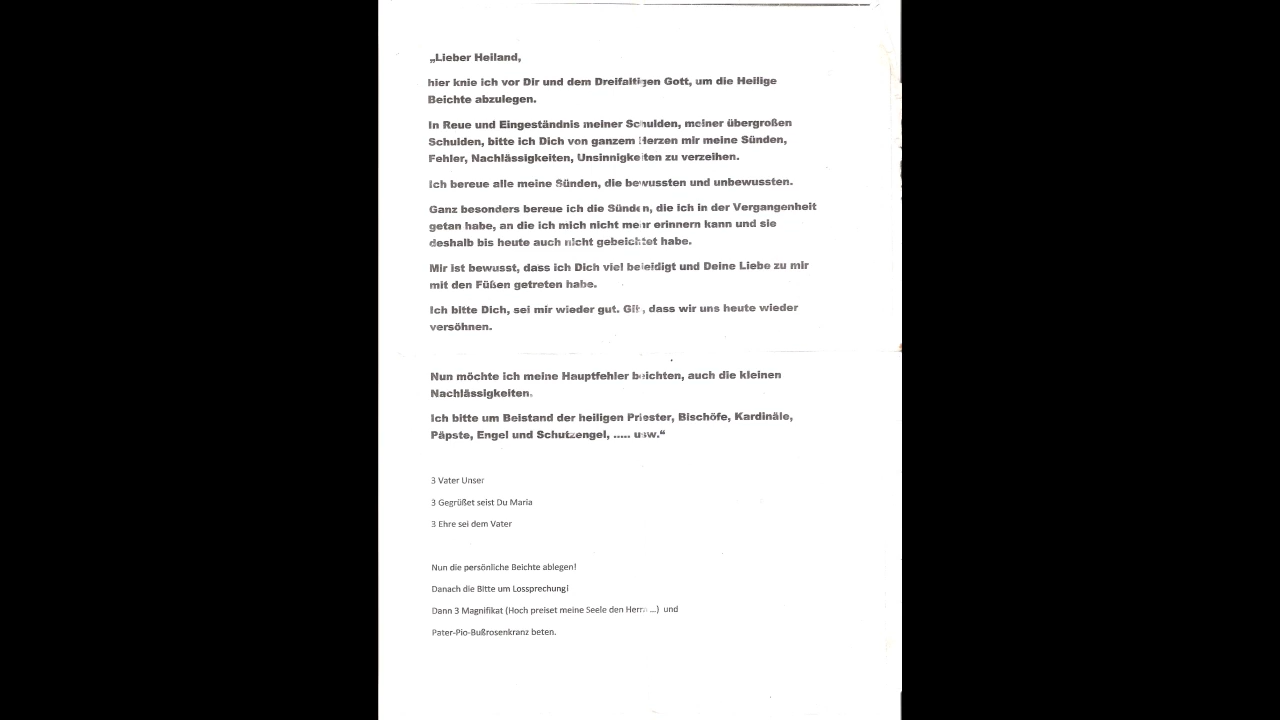 „Lieber Heiland,
hier knie ich vor Dir und dem Dreifaltigen Gott, um die Heilige
Beichte abzulegen.
In Reue und Eingeständnis meiner Schulden, meiner übergroßen
Schulden, bitte ich Dich von ganzem Herzen mir meine Sünden,
Fehler, Nachlässigkeiten, Unsinnigkeiten zu verzeihen.
Ich bereue alle meine Sünden, die bewussten und unbewussten.
Ganz besonders bereue ich die Sünden, die ich in der Vergangenheit
getan habe, an die ich mich nicht mehr erinnern kann und sie
deshalb bis heute auch nicht gebeichtet habe.
Mir ist bewusst, dass ich Dich viel beleidigt und Deine Liebe zu mir
mit den Füßen getreten habe.
Ich bitte Dich, sei mir wieder gut. Gib, dass wir uns heute wieder
versöhnen.
Nun möchte ich meine Hauptfehler beichten, auch die kleinen
Nachlässigkeiten.
Ich bitte um Beistand der heiligen Priester, Bischöfe, Kardinäle,
Päpste, Engel und Schutzengel, ..... usw.“
3 Vater Unser
3 Gegrüßet seist Du Maria
3 Ehre sei dem Vater
Nun die persönliche Beichte ablegen!
Danach die Bitte um Lossprechung!
Dann 3 Magnifikat (Hoch preiset meine Seele den Herrn ...) und
Pater-Pio-Bußrosenkranz beten.